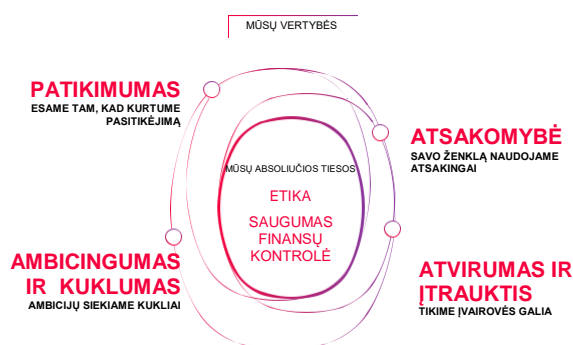 MŪSŲ VERTYBĖS
PATIKIMUMAS
ESAME TAM, KAD KURTUME
PASITIKĖJIMĄ
ATSAKOMYBĖ
SAVO ŽENKLĄ NAUDOJAME
ATSAKINGAI
MŪSŲ ABSOLIUČIOS TIESOS
ETIKA
SAUGUMAS
FINANSŲ
KONTROLĖ
AMBICINGUMAS
IR KUKLUMAS
AMBICIJŲ SIEKIAME KUKLIAI
ATVIRUMAS IR
ĮTRAUKTIS
TIKIME ĮVAIROVĖS GALIA